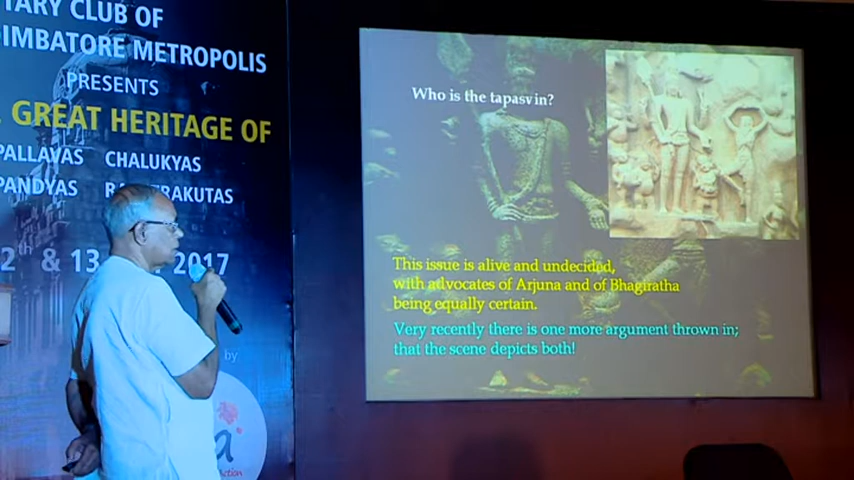 TARY CLUB OF
IMBATORE METROPOLIS
PRESENTS
GREAT HERITAGE OF
PALLAVAS CHALUKYAS
PANDYAS
2 & 13 2017
by
Who is the tapasvin?
This issue is alive and undecided,
with advocates of Arjuna and of Bhagiratha
being equally certain.
Very recently there is one more argument thrown in;
that the scene depicts both!